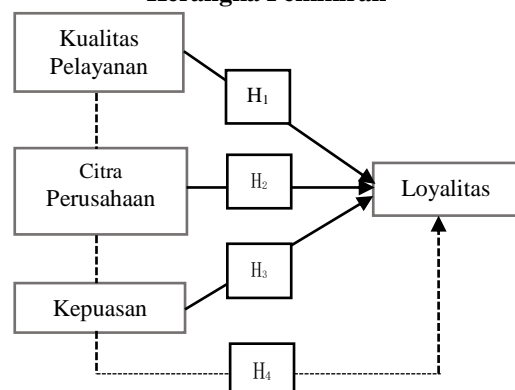 Kerangka Pemikiran
Kualitas
Pelayanan
H₁
Citra
Perusahaan
H₂
Loyalitas
H₃
Kepuasan
H₄